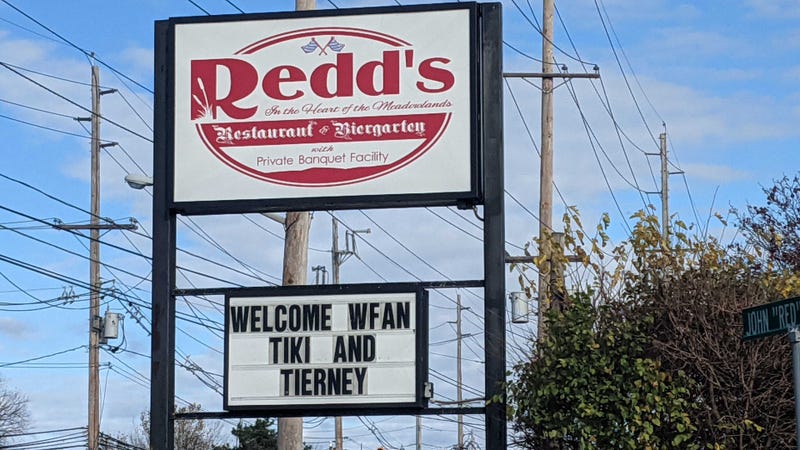 Redd's
In the Heart of the Meadowlands
Restaurant & Biergarten
with
Private Banquet Facility
WELCOME WFAN
TIKI AND
TIERNEY
JOHN "RED"